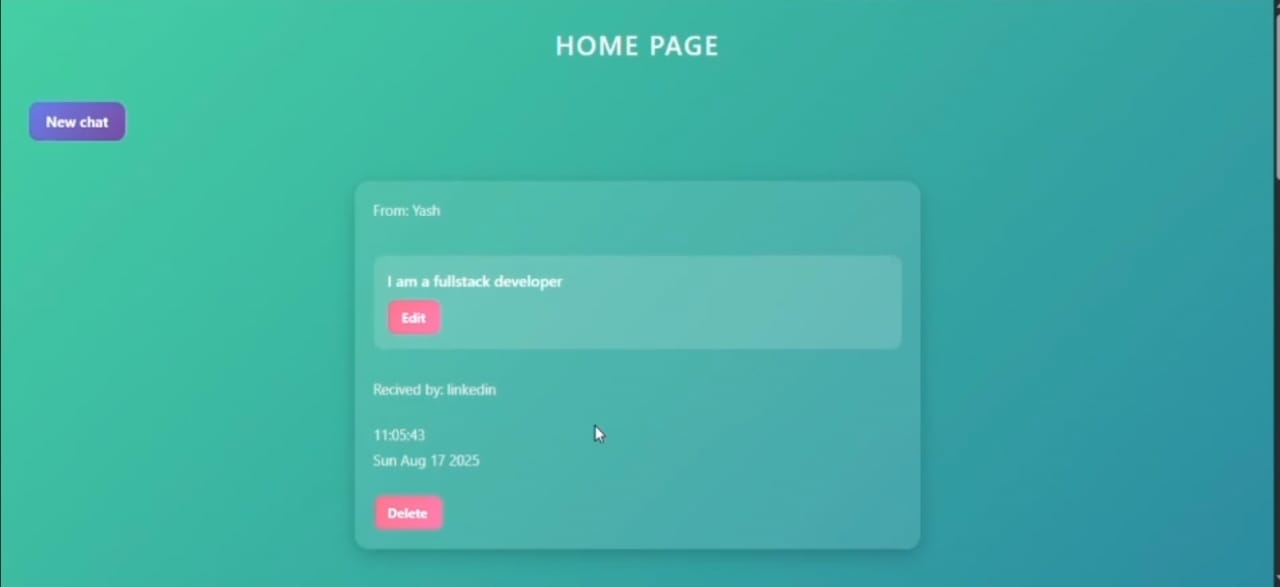 HOME PAGE
New chat
From: Yash
I am a fullstack developer
Edit
Recived by: linkedin
11:05:43
Sun Aug 17 2025
Delete